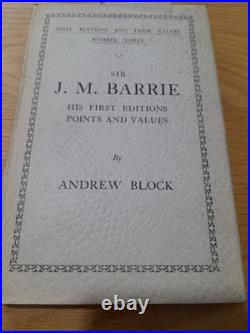 FIRST EDITIONS AND THEIR VALUES
NUMBER THREE
SIR
J. M. BARRIE
HIS FIRST EDITIONS
POINTS AND VALUES
By
ANDREW BLOCK